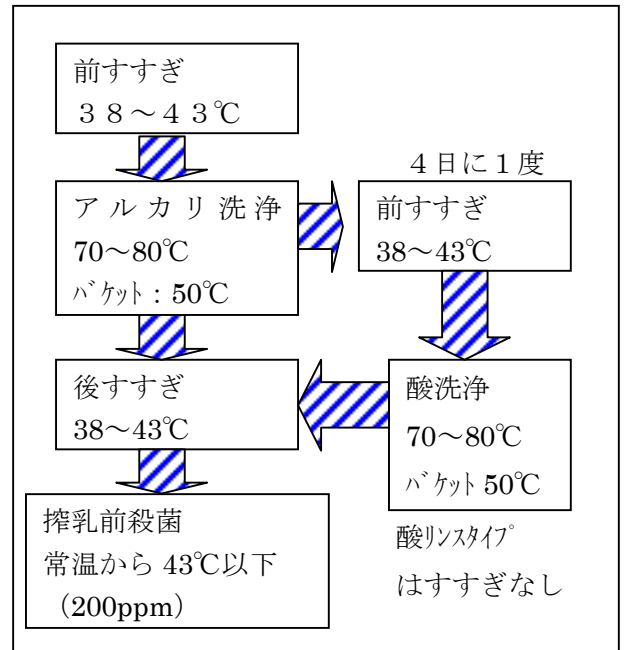 前すすぎ
３８～４３℃
アルカリ洗浄
70～80℃
ﾊﾞｹｯﾄ：50℃
４日に１度
前すすぎ
38～43℃
後すすぎ
38～43℃
酸洗浄
70～80℃
ﾊﾞｹｯﾄ 50℃
酸ﾘﾝｽﾀｲﾌﾟ
はすすぎなし
搾乳前殺菌
常温から 43℃以下
（200ppm）